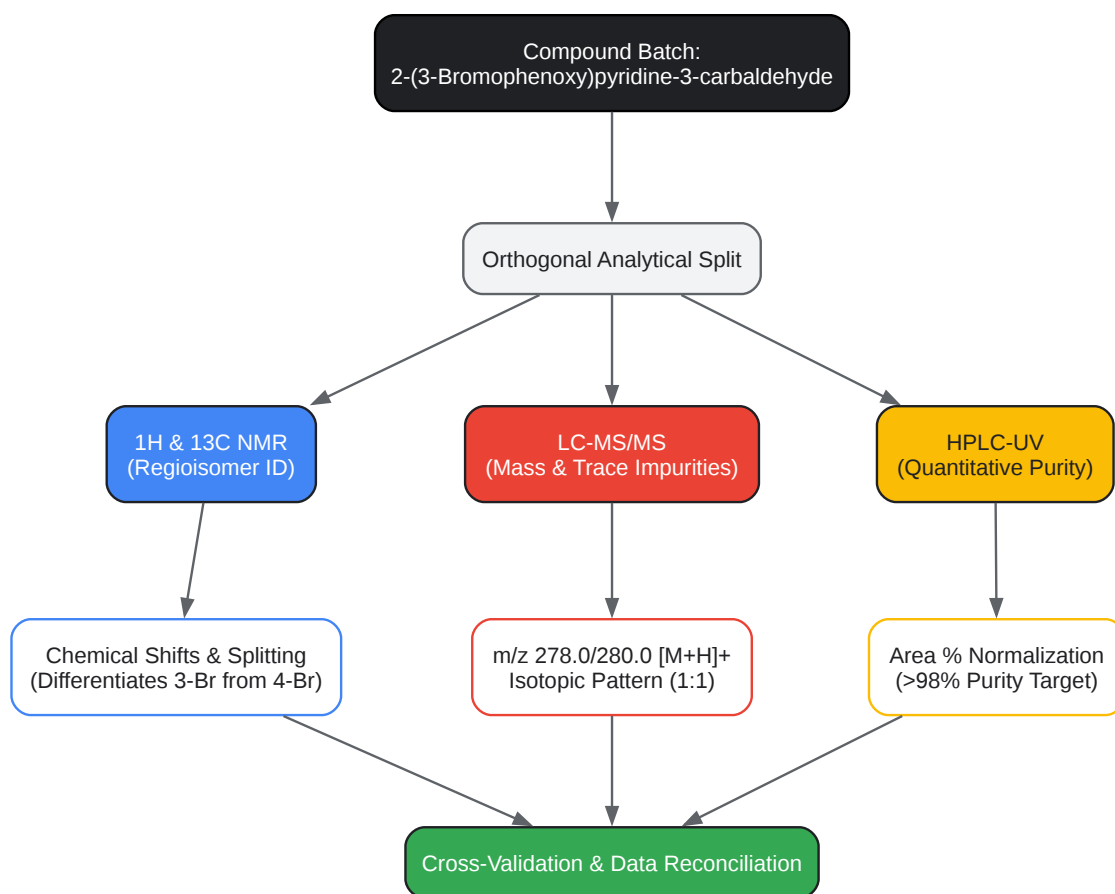 Compound Batch:
2-(3-Bromophenoxy)pyridine-3-carbaldehyde
Orthogonal Analytical Split
1H & 13C NMR
(Regioisomer ID)
LC-MS/MS
(Mass & Trace Impurities)
HPLC-UV
(Quantitative Purity)
Chemical Shifts & Splitting
(Differentiates 3-Br from 4-Br)
m/z 278.0/280.0 [M+H]+
Isotopic Pattern (1:1)
Area % Normalization
(>98% Purity Target)
Cross-Validation & Data Reconciliation